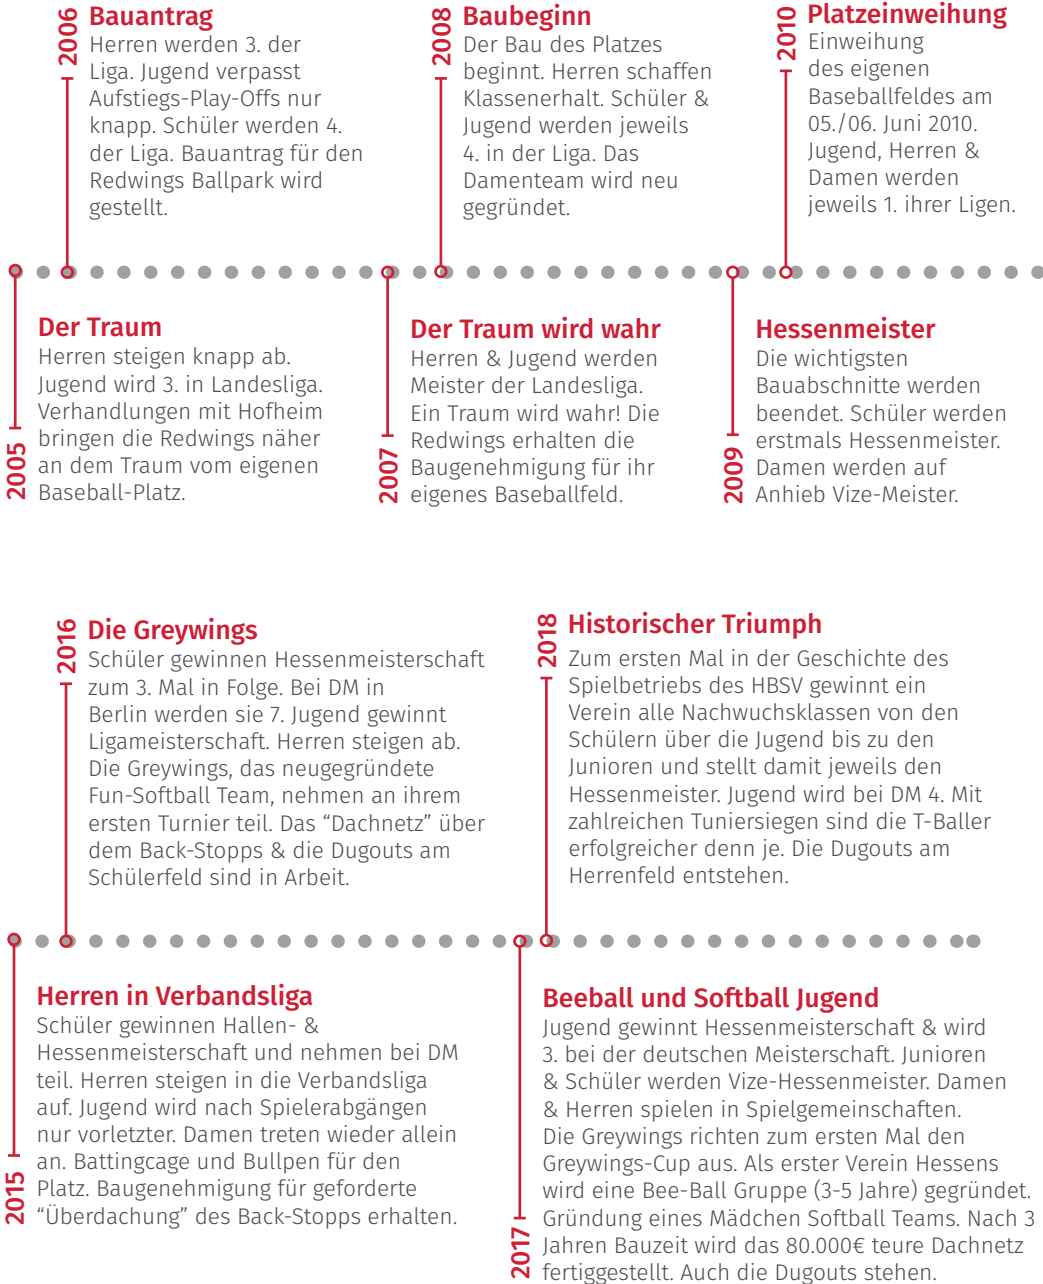 2006
Bauantrag
Herren werden 3. der
Liga. Jugend verpasst
Aufstiegs-Play-Offs nur
knapp. Schüler werden 4.
der Liga. Bauantrag für den
Redwings Ballpark wird
gestellt.
2008
Baubeginn
Der Bau des Platzes
beginnt. Herren schaffen
Klassenerhalt. Schüler &
Jugend werden jeweils
4. in der Liga. Das
Damenteam wird neu
gegründet.
2010
Platzeinweihung
Einweihung
des eigenen
Baseballfeldes am
05./06. Juni 2010.
Jugend, Herren &
Damen werden
jeweils 1. ihrer Ligen.
2005
Der Traum
Herren steigen knapp ab.
Jugend wird 3. in Landesliga.
Verhandlungen mit Hofheim
bringen die Redwings näher
an dem Traum vom eigenen
Baseball-Platz.
2007
Der Traum wird wahr
Herren & Jugend werden
Meister der Landesliga.
Ein Traum wird wahr! Die
Redwings erhalten die
Baugenehmigung für ihr
eigenes Baseballfeld.
2009
Hessenmeister
Die wichtigsten
Bauabschnitte werden
beendet. Schüler werden
erstmals Hessenmeister.
Damen werden auf
Anhieb Vize-Meister.
2016
Die Greywings
Schüler gewinnen Hessenmeisterschaft
zum 3. Mal in Folge. Bei DM in
Berlin werden sie 7. Jugend gewinnt
Ligameisterschaft. Herren steigen ab.
Die Greywings, das neugegründete
Fun-Softball Team, nehmen an ihrem
ersten Turnier teil. Das “Dachnetz” über
dem Back-Stopps & die Dugouts am
Schülerfeld sind in Arbeit.
2018
Historischer Triumph
Zum ersten Mal in der Geschichte des
Spielbetriebs des HBSV gewinnt ein
Verein alle Nachwuchsklassen von den
Schülern über die Jugend bis zu den
Junioren und stellt damit jeweils den
Hessenmeister. Jugend wird bei DM 4. Mit
zahlreichen Tuniersiegen sind die T-Baller
erfolgreicher denn je. Die Dugouts am
Herrenfeld entstehen.
2015
Herren in Verbandsliga
Schüler gewinnen Hallen- &
Hessenmeisterschaft und nehmen bei DM
teil. Herren steigen in die Verbandsliga
auf. Jugend wird nach Spielerabgängen
nur vorletzter. Damen treten wieder allein
an. Battingcage und Bullpen für den
Platz. Baugenehmigung für geforderte
“Überdachung” des Back-Stopps erhalten.
2017
Beeball und Softball Jugend
Jugend gewinnt Hessenmeisterschaft & wird
3. bei der deutschen Meisterschaft. Junioren
& Schüler werden Vize-Hessenmeister. Damen
& Herren spielen in Spielgemeinschaften.
Die Greywings richten zum ersten Mal den
Greywings-Cup aus. Als erster Verein Hessens
wird eine Bee-Ball Gruppe (3-5 Jahre) gegründet.
Gründung eines Mädchen Softball Teams. Nach 3
Jahren Bauzeit wird das 80.000€ teure Dachnetz
fertiggestellt. Auch die Dugouts stehen.